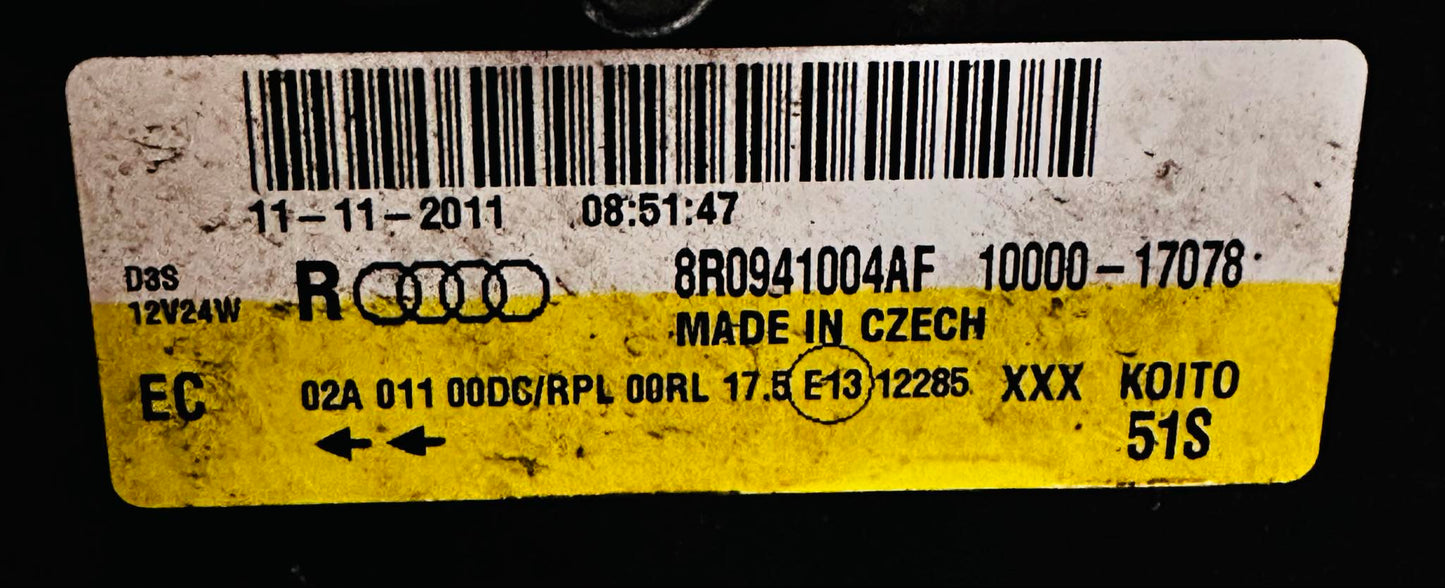 11-11-2011 08:51:47
D3S
12V24W
R
8R0941004AF 10000-17078
MADE IN CZECH
EC
02A 011 00DC/RPL 00RL 17.5 E13 12285 XXX KOITO
51S